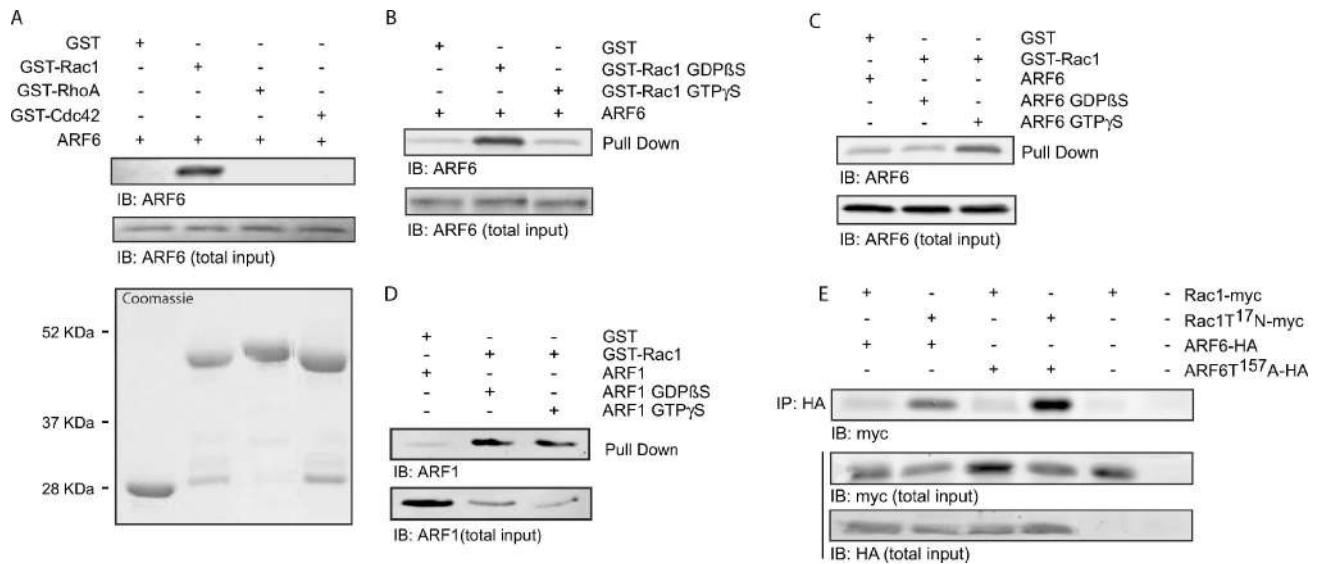 A
GST + - - -
GST-Rac1 - + - -
GST-RhoA - - + -
GST-Cdc42 - - - +
ARF6 + + + +
IB: ARF6
IB: ARF6 (total input)
Coomassie
52 KDa -
37 KDa -
28 KDa -
B
+ - - GST
- + - GST-Rac1 GDPßS
- - + GST-Rac1 GTPγS
+ + + ARF6
Pull Down
IB: ARF6
IB: ARF6 (total input)
C
+ - - GST
- + + GST-Rac1
+ - - ARF6
- + - ARF6 GDPßS
- - + ARF6 GTPγS
Pull Down
IB: ARF6
IB: ARF6 (total input)
D
+ - - GST
- + + GST-Rac1
+ - - ARF1
- + - ARF1 GDPßS
- - + ARF1 GTPγS
Pull Down
IB: ARF1
IB: ARF1(total input)
E
+ - + - + - Rac1-myc
- + - + - - Rac1T17N-myc
+ + - - - - ARF6-HA
- - + + - - ARF6T157A-HA
IP: HA
IB: myc
IB: myc (total input)
IB: HA (total input)